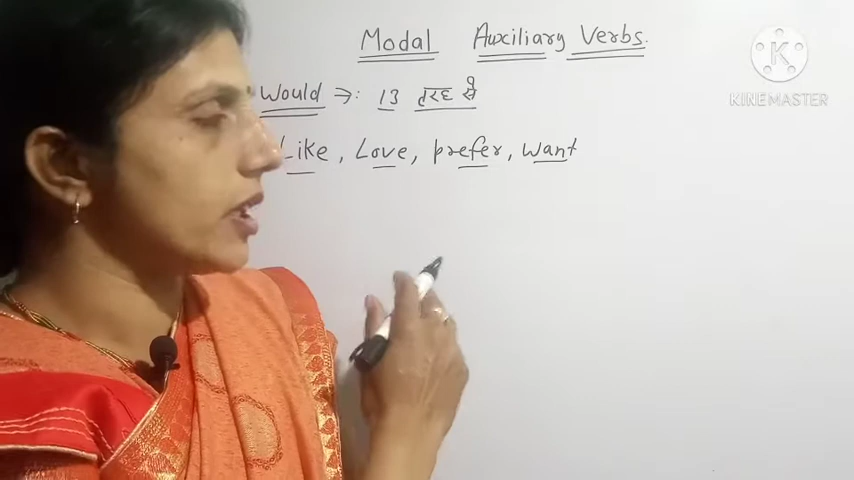 Modal Auxiliary Verbs.
Would →: 13 तरह से
Like, Love, prefer, want
K
KINEMASTER